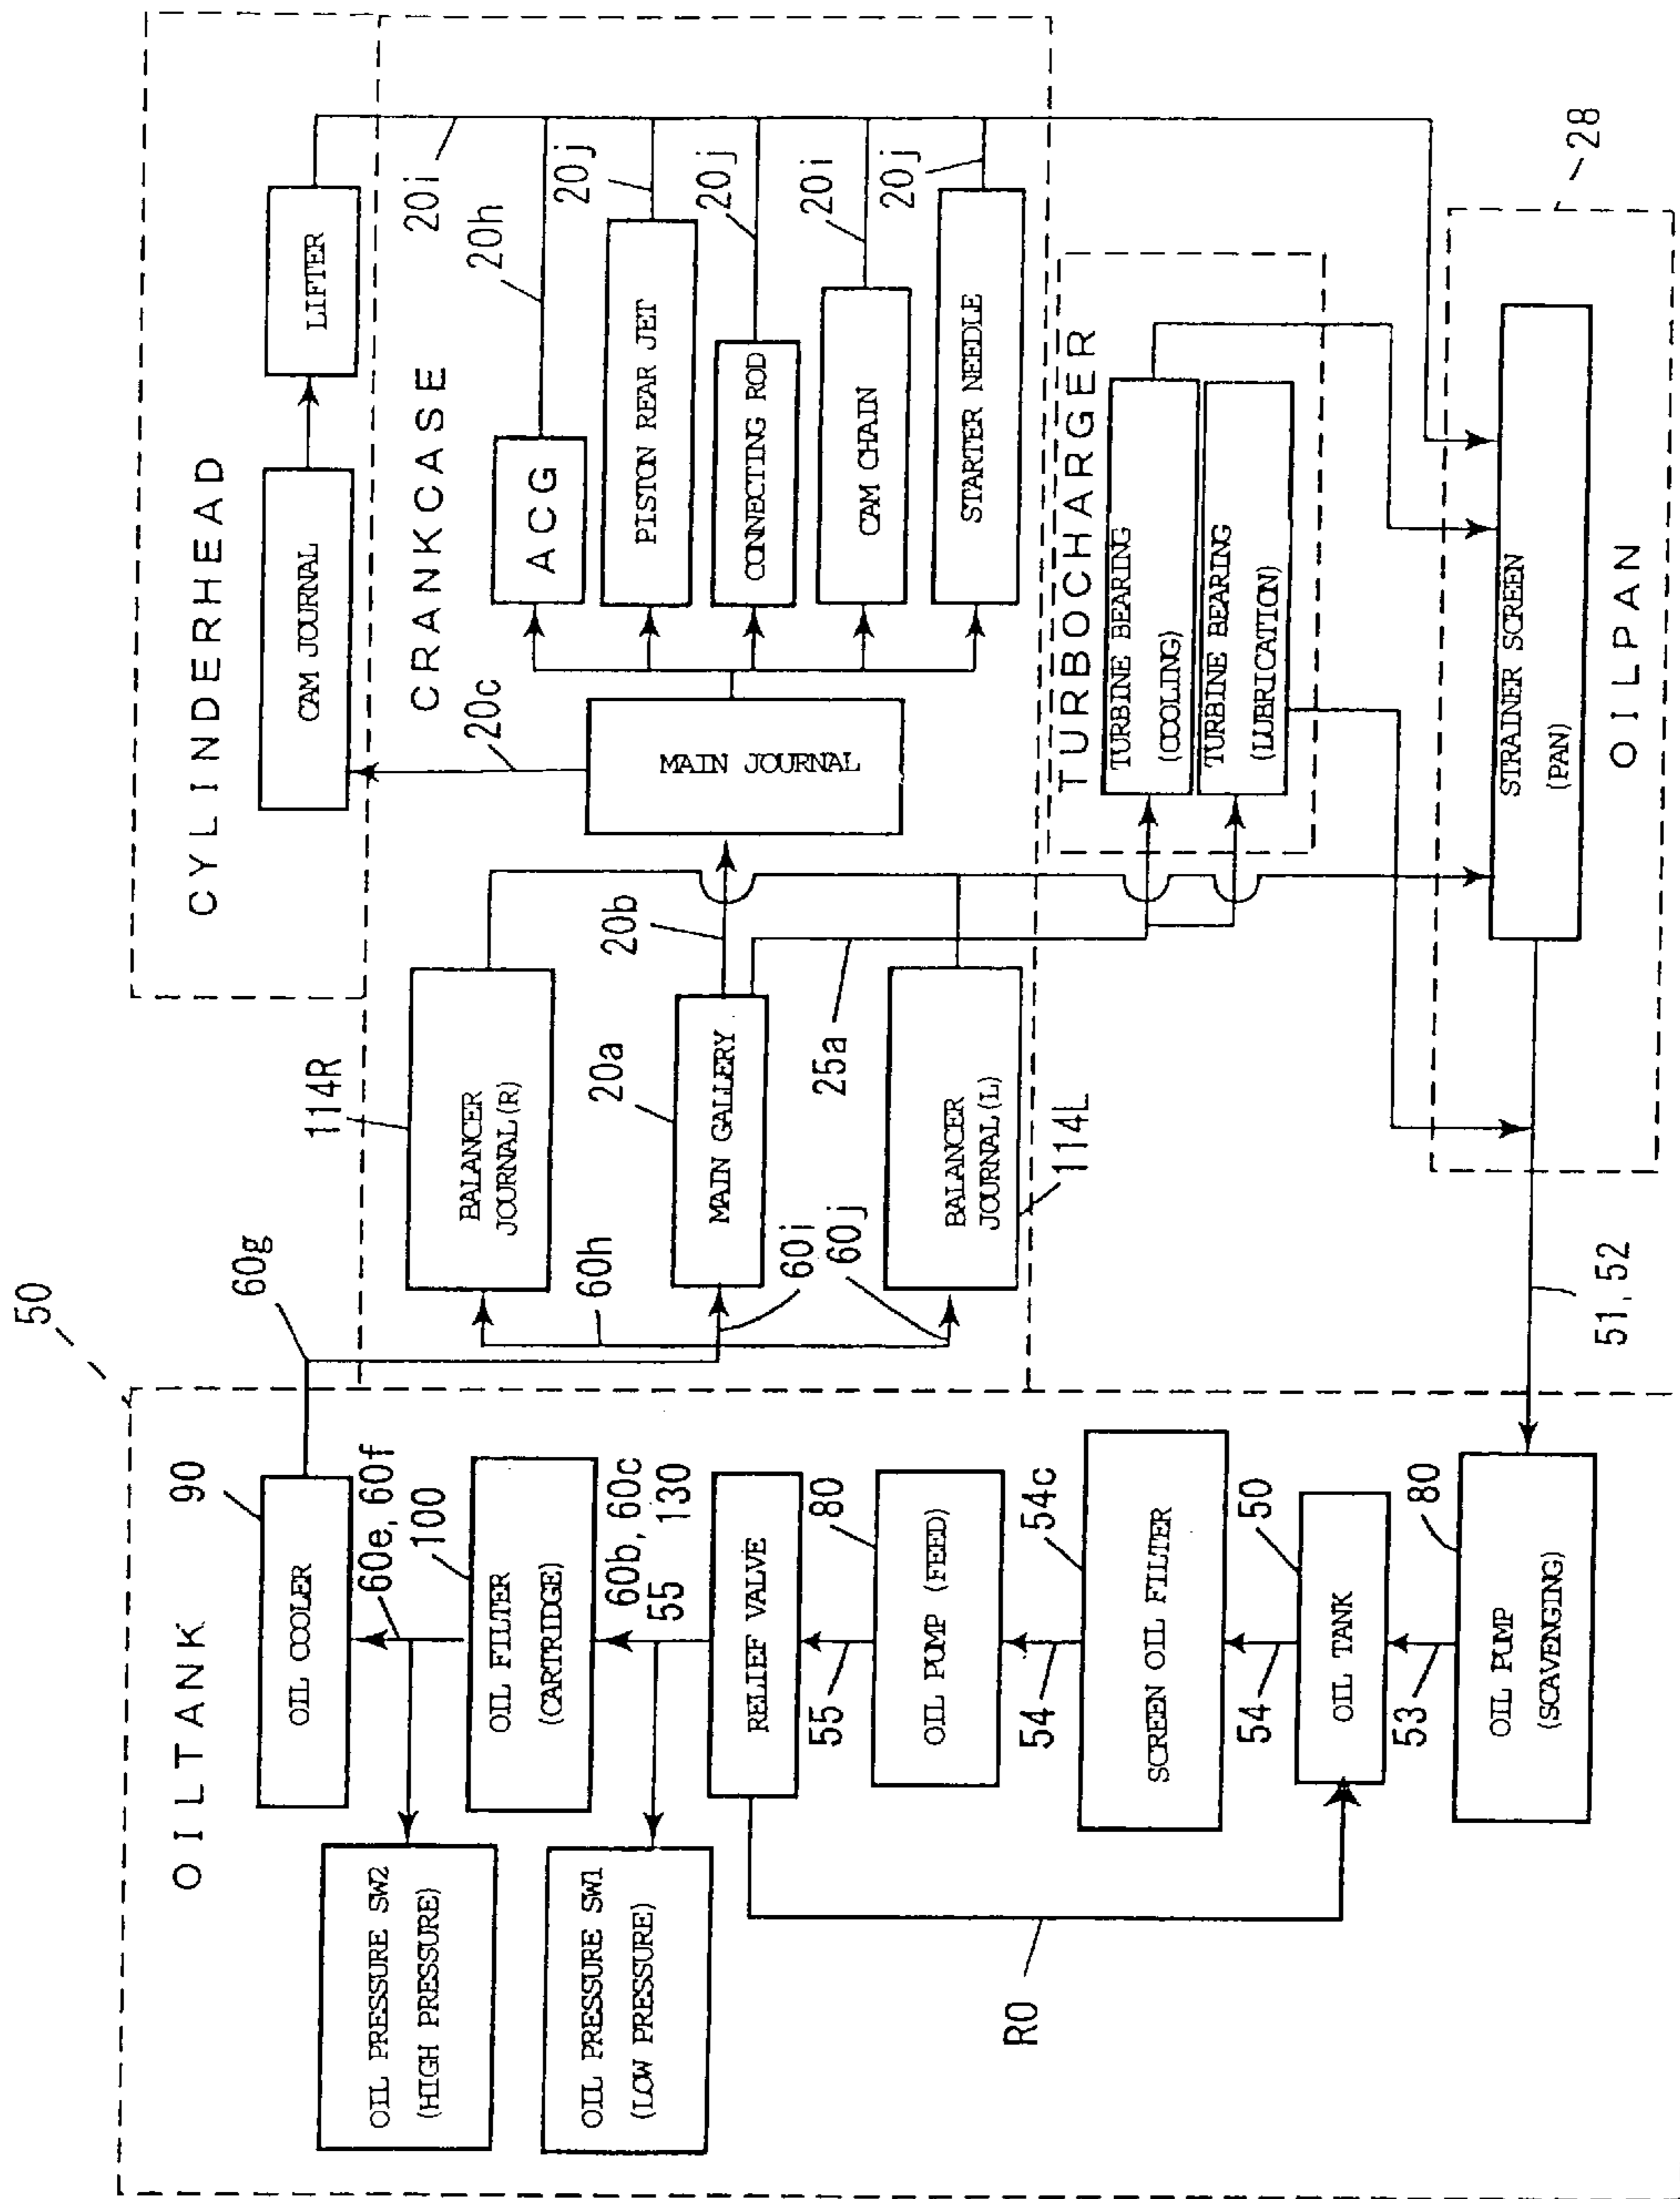 50
OILTANK
90
OIL COOLER
60e, 60f
100
OIL PRESSURE SW2
(HIGH PRESSURE)
OIL FILTER
(CARTRIDGE)
60b, 60c
55
130
OIL PRESSURE SW1
(LOW PRESSURE)
RELIEF VALVE
80
55
OIL PUMP (FEED)
54c
54
SCREEN OIL FILTER
50
54
OIL TANK
80
53
OIL PUMP
(SCAVENGING)
R0
60g
114R
BALANCER
JOURNAL(R)
60h
20a
MAIN GALLERY
60i
60j
20b
25a
BALANCER
JOURNAL(L)
114L
51, 52
CYLINDERHEAD
CAM JOURNAL
LIFTER
20c
20i
CRANKCASE
MAIN JOURNAL
ACG
20h
PISTON REAR JET
20j
CONNECTING ROD
20j
CAM CHAIN
20i
STARTER NEEDLE
20j
TURBOCHARGER
TURBINE BEARING
(COOLING)
TURBINE BEARING
(LUBRICATION)
28
STRAINER SCREEN
(PAN)
OILPAN